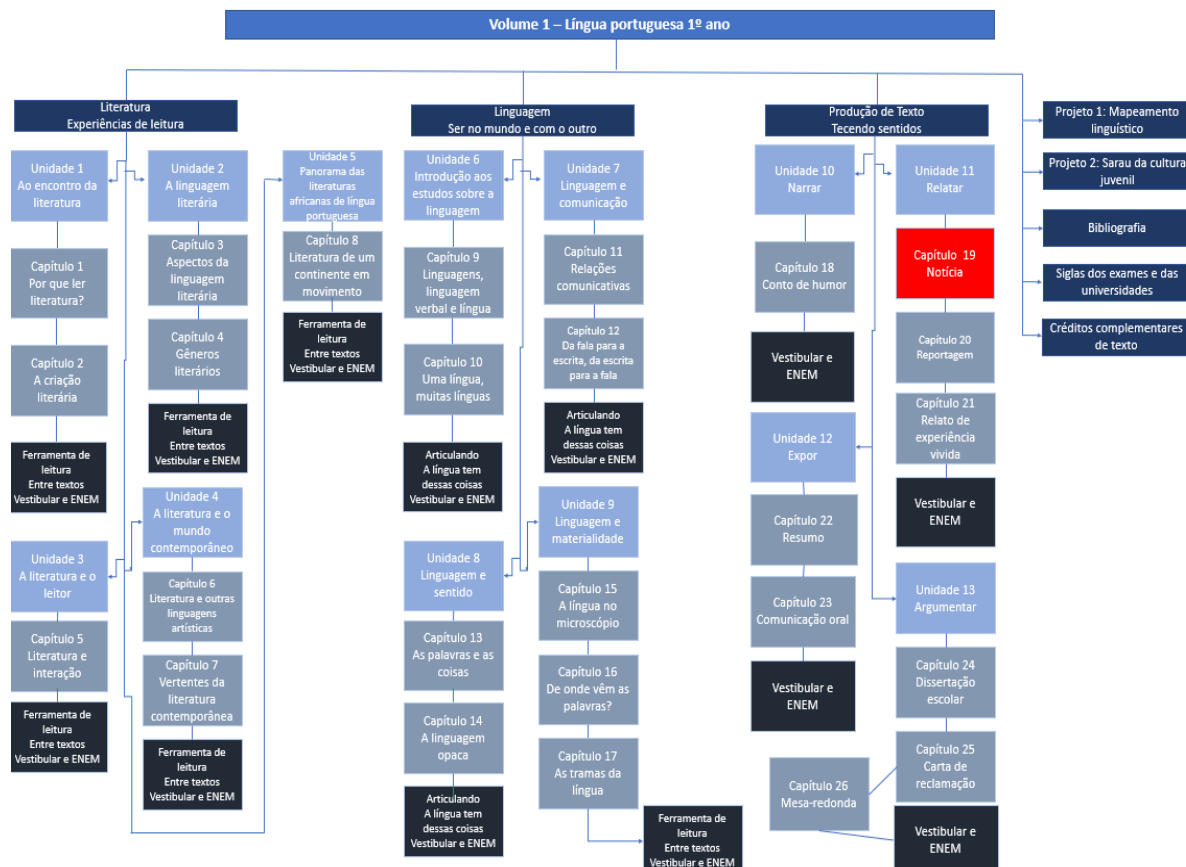 Volume 1 – Língua portuguesa 1º ano
Literatura
Experiências de leitura
Unidade 1
Ao encontro da
literatura
Capítulo 1
Por que ler
literatura?
Capítulo 2
A criação
literária
Ferramenta de
leitura
Entre textos
Vestibular e ENEM
Unidade 2
A linguagem
literária
Capítulo 3
Aspectos da
linguagem
literária
Capítulo 4
Gêneros
literários
Ferramenta de
leitura
Entre textos
Vestibular e ENEM
Unidade 3
A literatura e o
leitor
Capítulo 5
Literatura e
interação
Ferramenta de
leitura
Entre textos
Vestibular e ENEM
Unidade 4
A literatura e o
mundo
contemporâneo
Capítulo 6
Literatura e outras
linguagens
artísticas
Capítulo 7
Vertentes da
literatura
contemporânea
Ferramenta de
leitura
Entre textos
Vestibular e ENEM
Unidade 5
Panorama das
literaturas
africanas de língua
portuguesa
Capítulo 8
Literatura de um
continente em
movimento
Ferramenta de
leitura
Entre textos
Vestibular e ENEM
Linguagem
Ser no mundo e com o outro
Unidade 6
Introdução aos
estudos sobre a
linguagem
Capítulo 9
Linguagens,
linguagem
verbal e língua
Capítulo 10
Uma língua,
muitas línguas
Articulando
A língua tem
dessas coisas
Vestibular e ENEM
Unidade 7
Linguagem e
comunicação
Capítulo 11
Relações
comunicativas
Capítulo 12
Da fala para a
escrita, da escrita
para a fala
Articulando
A língua tem
dessas coisas
Vestibular e ENEM
Unidade 8
Linguagem e
sentido
Capítulo 13
As palavras e as
coisas
Capítulo 14
A linguagem
opaca
Articulando
A língua tem
dessas coisas
Vestibular e ENEM
Unidade 9
Linguagem e
materialidade
Capítulo 15
A língua no
microscópio
Capítulo 16
De onde vêm as
palavras?
Capítulo 17
As tramas da
língua
Ferramenta de
leitura
Entre textos
Vestibular e ENEM
Produção de Texto
Tecendo sentidos
Unidade 10
Narrar
Capítulo 18
Conto de humor
Vestibular e
ENEM
Unidade 11
Relatar
Capítulo 19
Notícia
Capítulo 20
Reportagem
Capítulo 21
Relato de
experiência
vivida
Vestibular e
ENEM
Unidade 12
Expor
Capítulo 22
Resumo
Capítulo 23
Comunicação oral
Vestibular e
ENEM
Unidade 13
Argumentar
Capítulo 24
Dissertação
escolar
Capítulo 25
Carta de
reclamação
Capítulo 26
Mesa-redonda
Vestibular e
ENEM
Projeto 1: Mapeamento
linguístico
Projeto 2: Sarau da cultura
juvenil
Bibliografia
Siglas dos exames e das
universidades
Créditos complementares
de texto